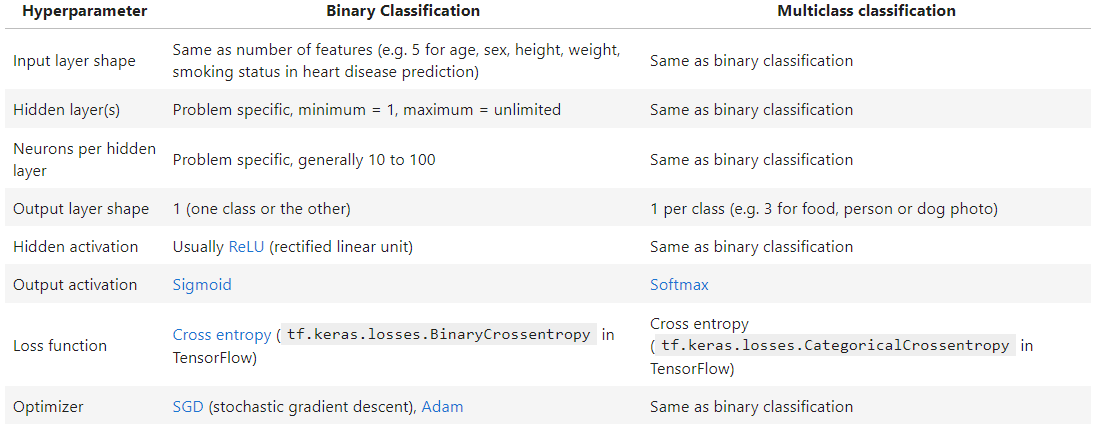 Hyperparameter Binary Classification Multiclass classification
Input layer shape Same as number of features (e.g. 5 for age, sex, height, weight, smoking status in heart disease prediction) Same as binary classification
Hidden layer(s) Problem specific, minimum = 1, maximum = unlimited Same as binary classification
Neurons per hidden layer Problem specific, generally 10 to 100 Same as binary classification
Output layer shape 1 (one class or the other) 1 per class (e.g. 3 for food, person or dog photo)
Hidden activation Usually ReLU (rectified linear unit) Same as binary classification
Output activation Sigmoid Softmax
Loss function Cross entropy (tf.keras.losses.BinaryCrossentropy in TensorFlow) Cross entropy (tf.keras.losses.CategoricalCrossentropy in TensorFlow)
Optimizer SGD (stochastic gradient descent), Adam Same as binary classification